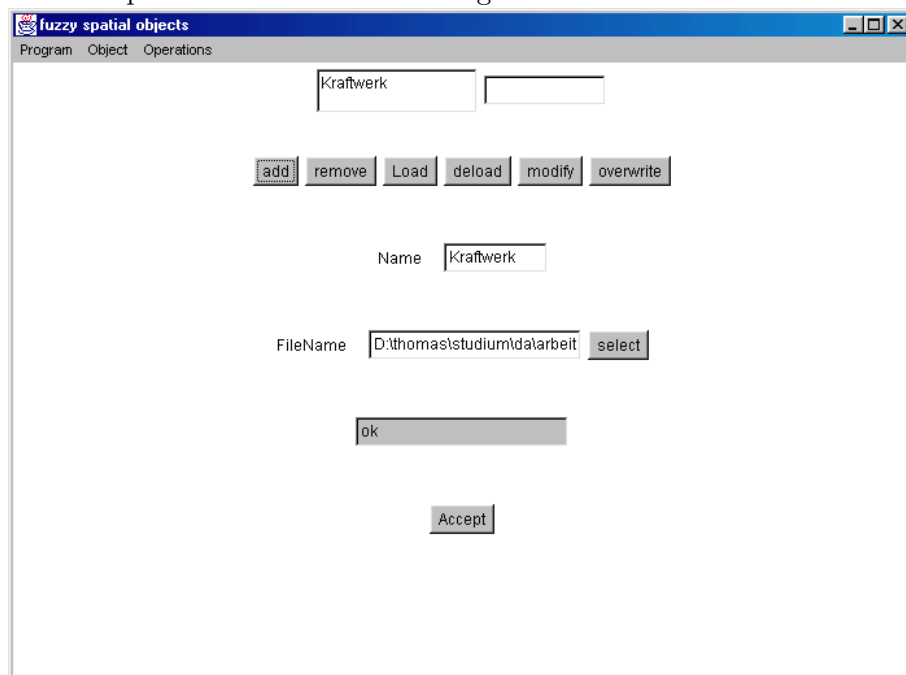 fuzzy spatial objects
Program Object Operations
Kraftwerk
add remove Load deload modify overwrite
Name Kraftwerk
FileName D:\thomas\studium\da\arbeit select
ok
Accept